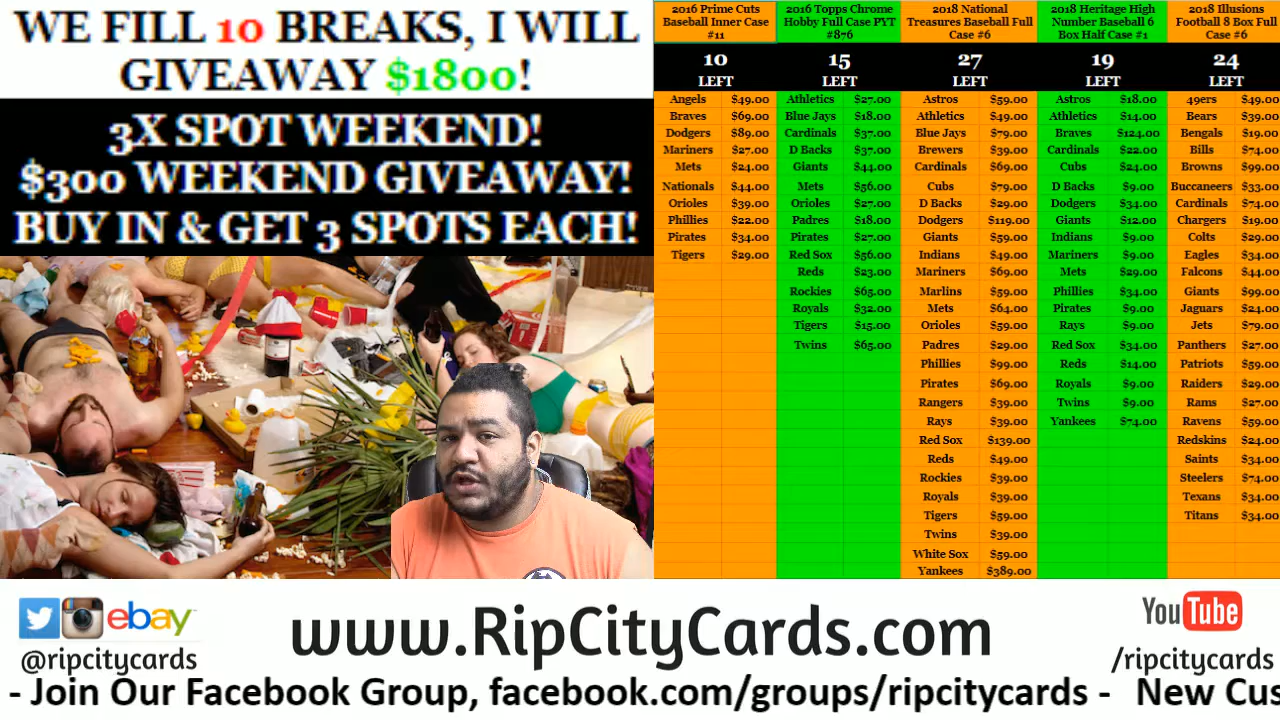 WE FILL 10 BREAKS, I WILL
GIVEAWAY $1800!
3X SPOT WEEKEND!
$300 WEEKEND GIVEAWAY!
BUY IN & GET 3 SPOTS EACH!
2016 Prime Cuts
Baseball Inner Case
#11
10
LEFT
Angels $49.00
Braves $69.00
Dodgers $89.00
Mariners $27.00
Mets $24.00
Nationals $44.00
Orioles $39.00
Phillies $22.00
Pirates $34.00
Tigers $29.00
2016 Topps Chrome
Hobby Full Case PYT
#876
15
LEFT
Athletics $27.00
Blue Jays $18.00
Cardinals $37.00
D Backs $37.00
Giants $44.00
Mets $56.00
Orioles $27.00
Padres $18.00
Pirates $27.00
Red Sox $56.00
Reds $23.00
Rockies $65.00
Royals $32.00
Tigers $15.00
Twins $65.00
2018 National
Treasures Baseball Full
Case #6
27
LEFT
Astros $59.00
Athletics $49.00
Blue Jays $79.00
Brewers $39.00
Cardinals $69.00
Cubs $79.00
D Backs $29.00
Dodgers $119.00
Giants $59.00
Indians $49.00
Mariners $69.00
Marlins $59.00
Mets $64.00
Orioles $59.00
Padres $29.00
Phillies $99.00
Pirates $69.00
Rangers $39.00
Rays $39.00
Red Sox $139.00
Reds $49.00
Rockies $39.00
Royals $39.00
Tigers $59.00
Twins $39.00
White Sox $59.00
Yankees $389.00
2018 Heritage High
Number Baseball 6
Box Half Case #1
19
LEFT
Astros $18.00
Athletics $14.00
Braves $124.00
Cardinals $22.00
Cubs $24.00
D Backs $9.00
Dodgers $34.00
Giants $12.00
Indians $9.00
Mariners $9.00
Mets $29.00
Phillies $34.00
Pirates $9.00
Rays $9.00
Red Sox $34.00
Reds $14.00
Royals $9.00
Twins $9.00
Yankees $74.00
2018 Illusions
Football 8 Box Full
Case #6
24
LEFT
49ers $49.00
Bears $39.00
Bengals $19.00
Bills $74.00
Browns $99.00
Buccaneers $33.00
Cardinals $74.00
Chargers $19.00
Colts $29.00
Eagles $34.00
Falcons $44.00
Giants $99.00
Jaguars $24.00
Jets $79.00
Panthers $27.00
Patriots $59.00
Raiders $29.00
Rams $27.00
Ravens $59.00
Redskins $24.00
Saints $34.00
Steelers $74.00
Texans $34.00
Titans $34.00
ebay
@ripcitycards
www.RipCityCards.com
YouTube
/ripcitycards
- Join Our Facebook Group, facebook.com/groups/ripcitycards - New Cus